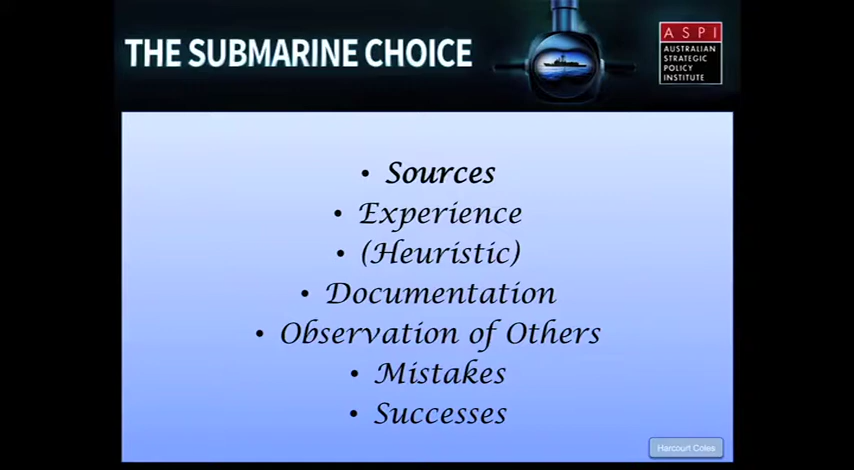 THE SUBMARINE CHOICE
ASPI
AUSTRALIAN
STRATEGIC
POLICY
INSTITUTE
• Sources
• Experience
• (Heuristic)
• Documentation
• Observation of Others
• Mistakes
• Successes
Harcourt Coles